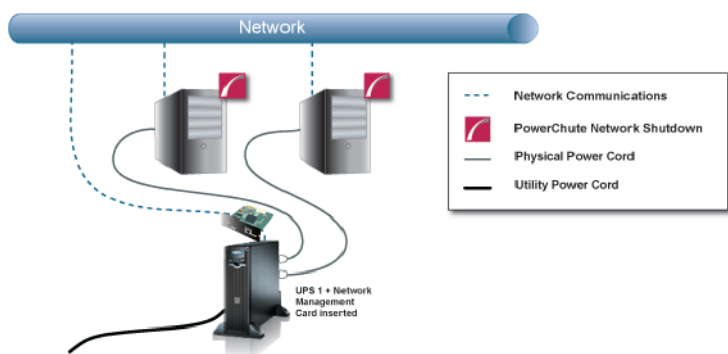 Network
Network Communications
PowerChute Network Shutdown
Physical Power Cord
Utility Power Cord
UPS 1 + Network
Management
Card inserted